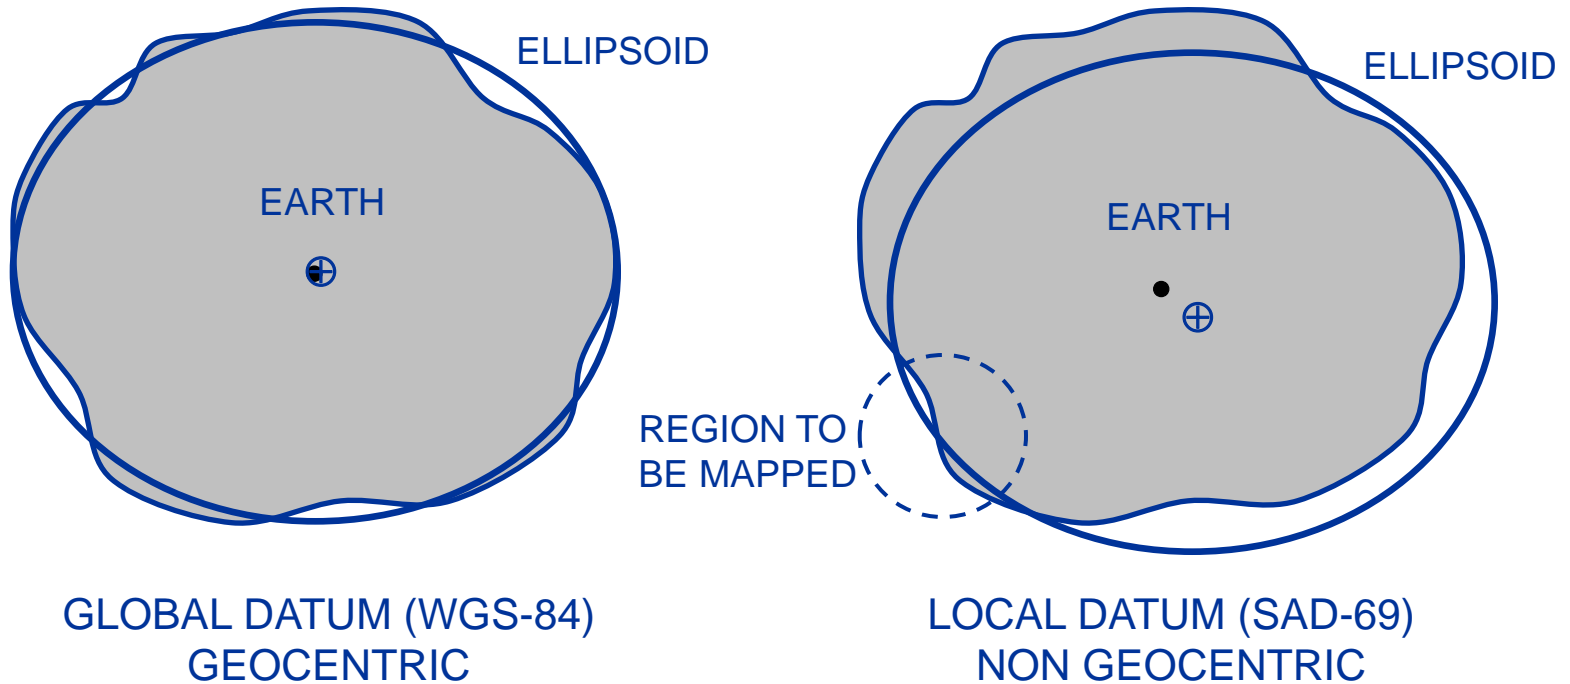 ELLIPSOID
EARTH
GLOBAL DATUM (WGS-84)
GEOCENTRIC
ELLIPSOID
EARTH
REGION TO
BE MAPPED
LOCAL DATUM (SAD-69)
NON GEOCENTRIC